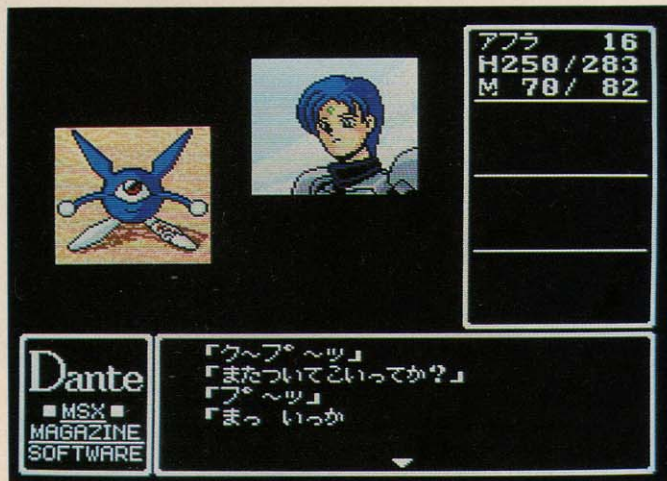 アフラ 16
H250/283
M 70/ 82
Dante
■MSX■
MAGAZINE
SOFTWARE
『ク～プ゜～ッ』
『またついてこいってか?』
『プ゜～ッ』
『まっ いっか